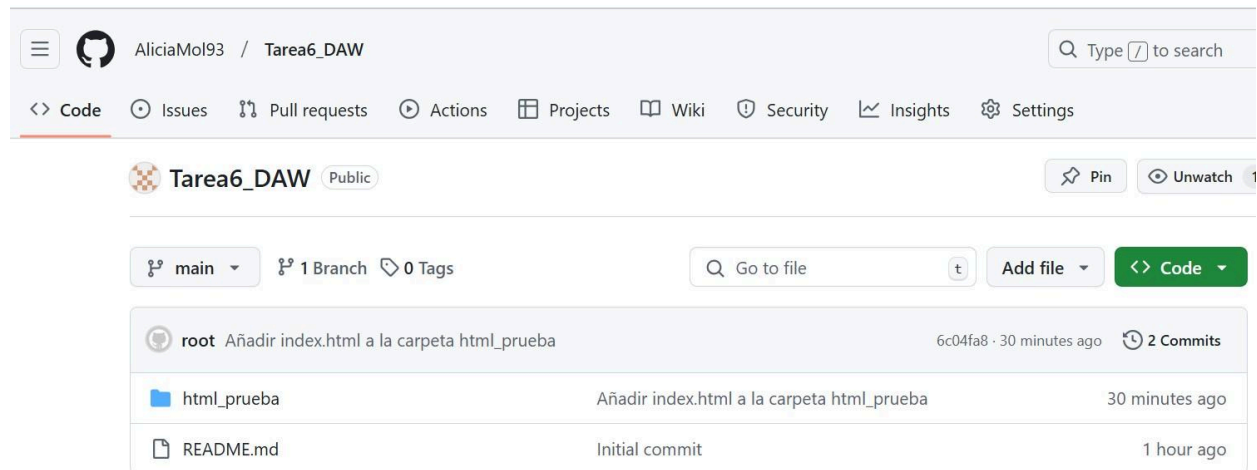 AliciaMol93 / Tarea6_DAW Type / to search
Code Issues Pull requests Actions Projects Wiki Security Insights Settings
Tarea6_DAW Public Pin Unwatch 1
main 1 Branch 0 Tags Go to file t Add file Code
root Añadir index.html a la carpeta html_prueba 6c04fa8 · 30 minutes ago 2 Commits
html_prueba Añadir index.html a la carpeta html_prueba 30 minutes ago
README.md Initial commit 1 hour ago